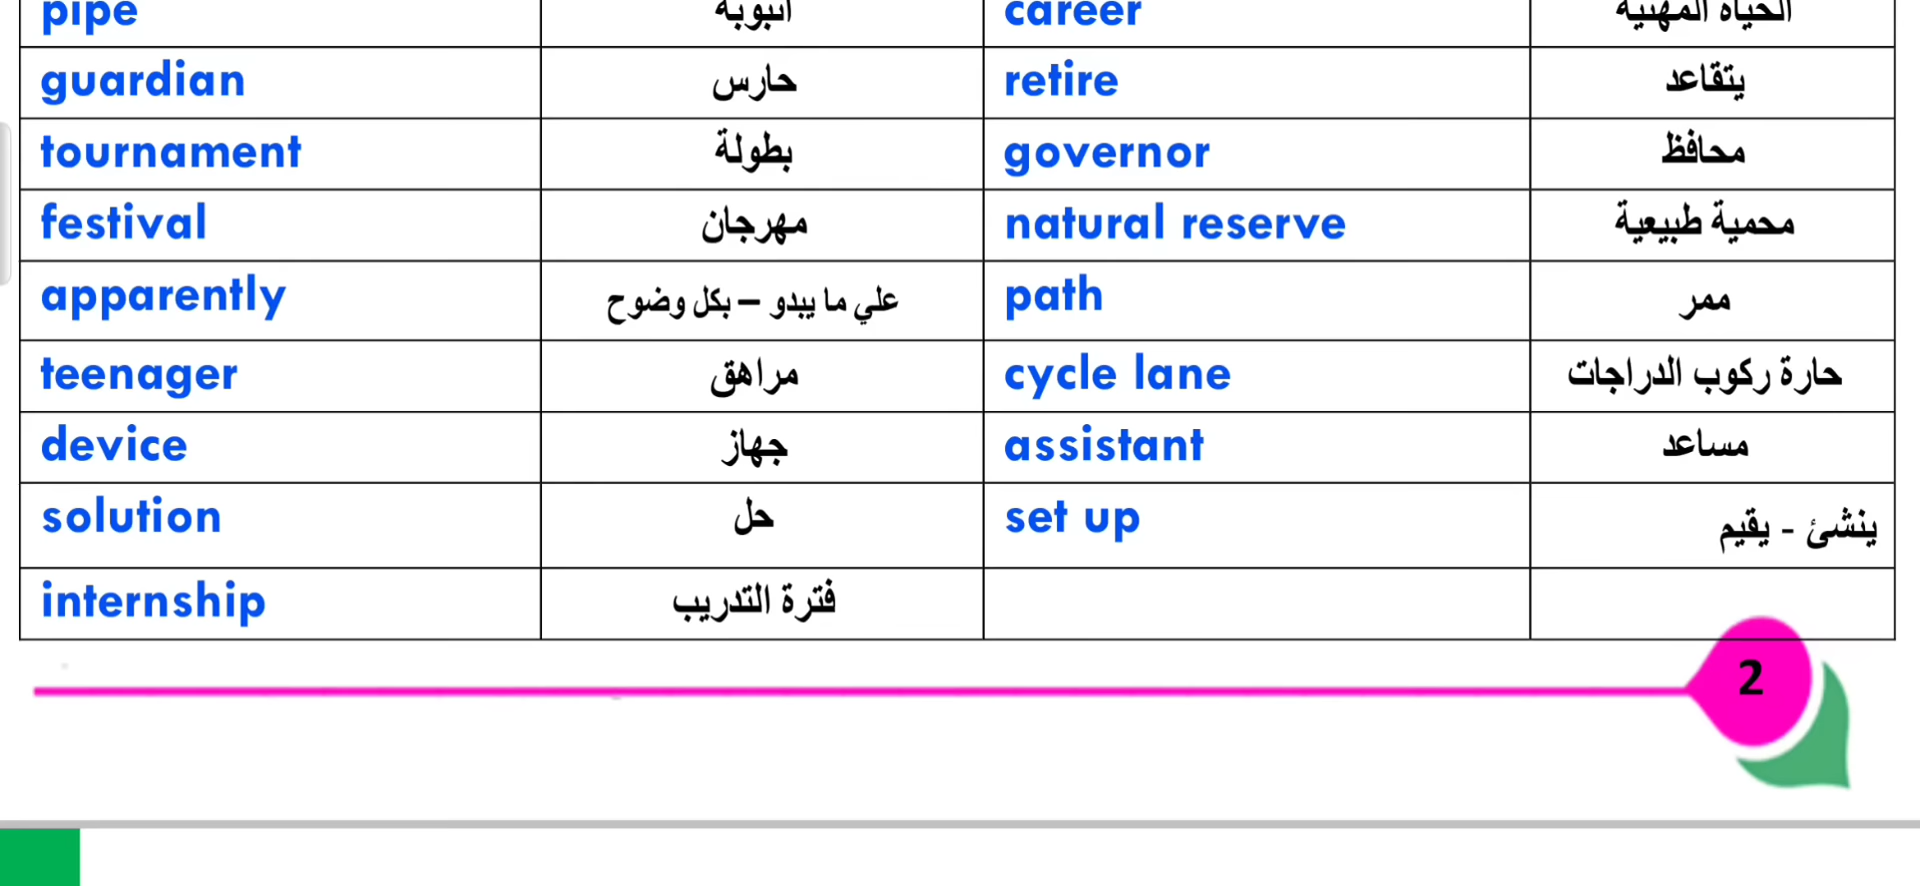 pipe أنبوبة career الحياة المهنية
guardian حارس retire يتقاعد
tournament بطولة governor محافظ
festival مهرجان natural reserve محمية طبيعية
apparently علي ما يبدو – بكل وضوح path ممر
teenager مراهق cycle lane حارة ركوب الدراجات
device جهاز assistant مساعد
solution حل set up ينشئ - يقيم
internship فترة التدريب
2